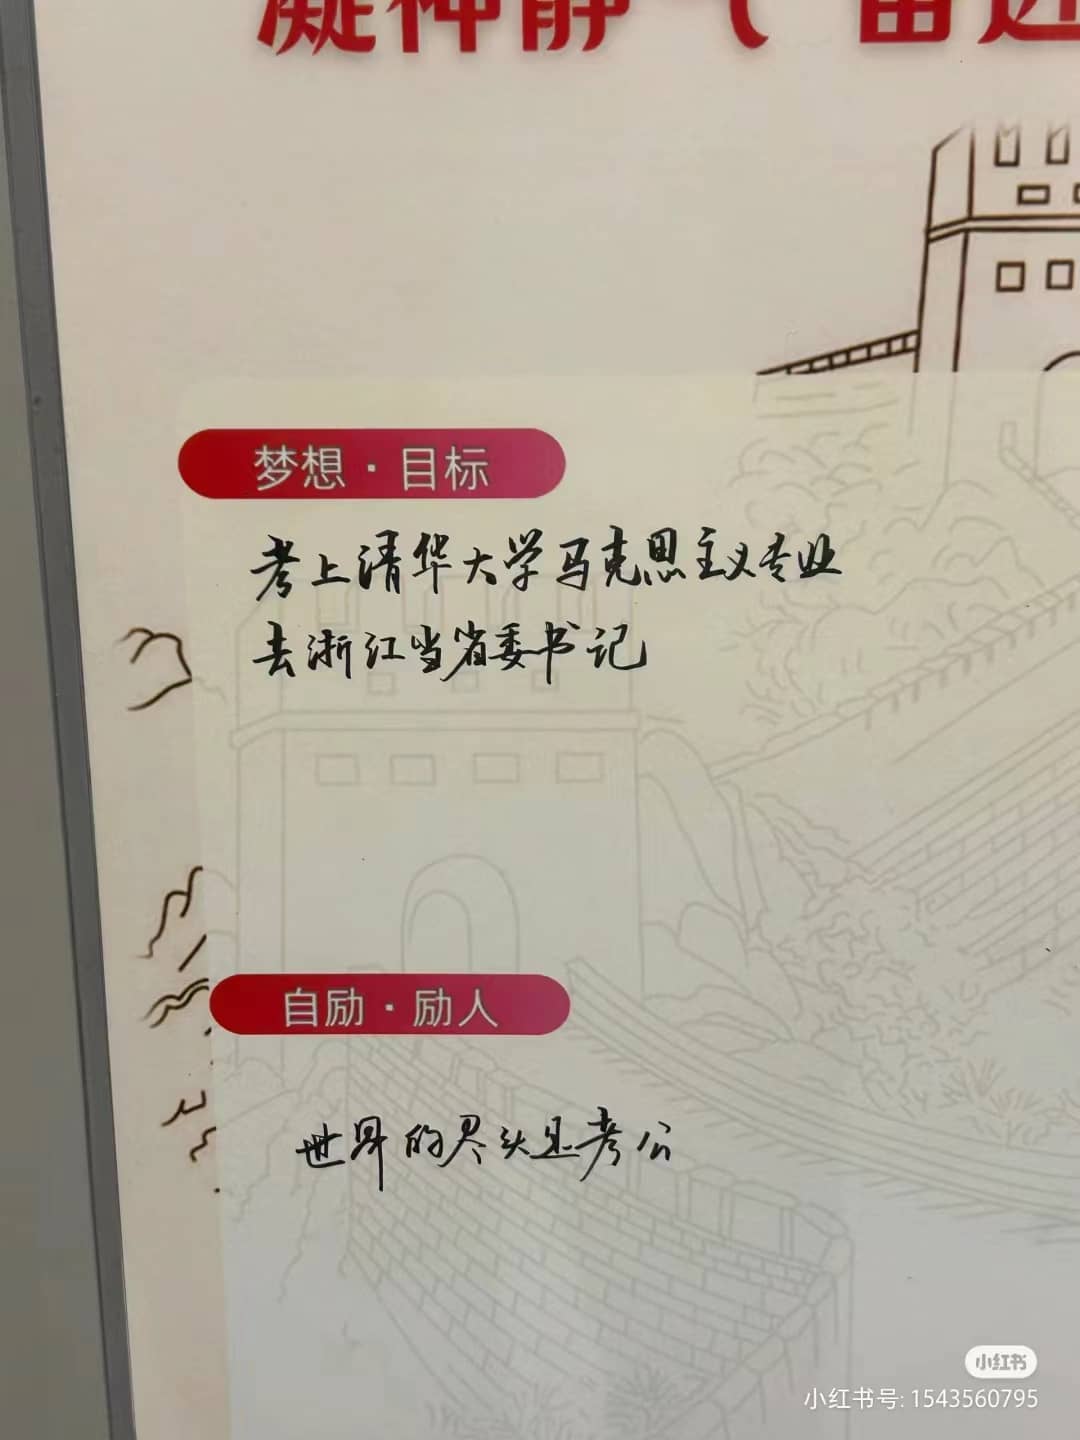 凝神静气 奋进
梦想·目标
考上清华大学马克思主义专业
去浙江当省委书记
自励·励人
世界的尽头是考公
小红书
小红书号: 1543560795